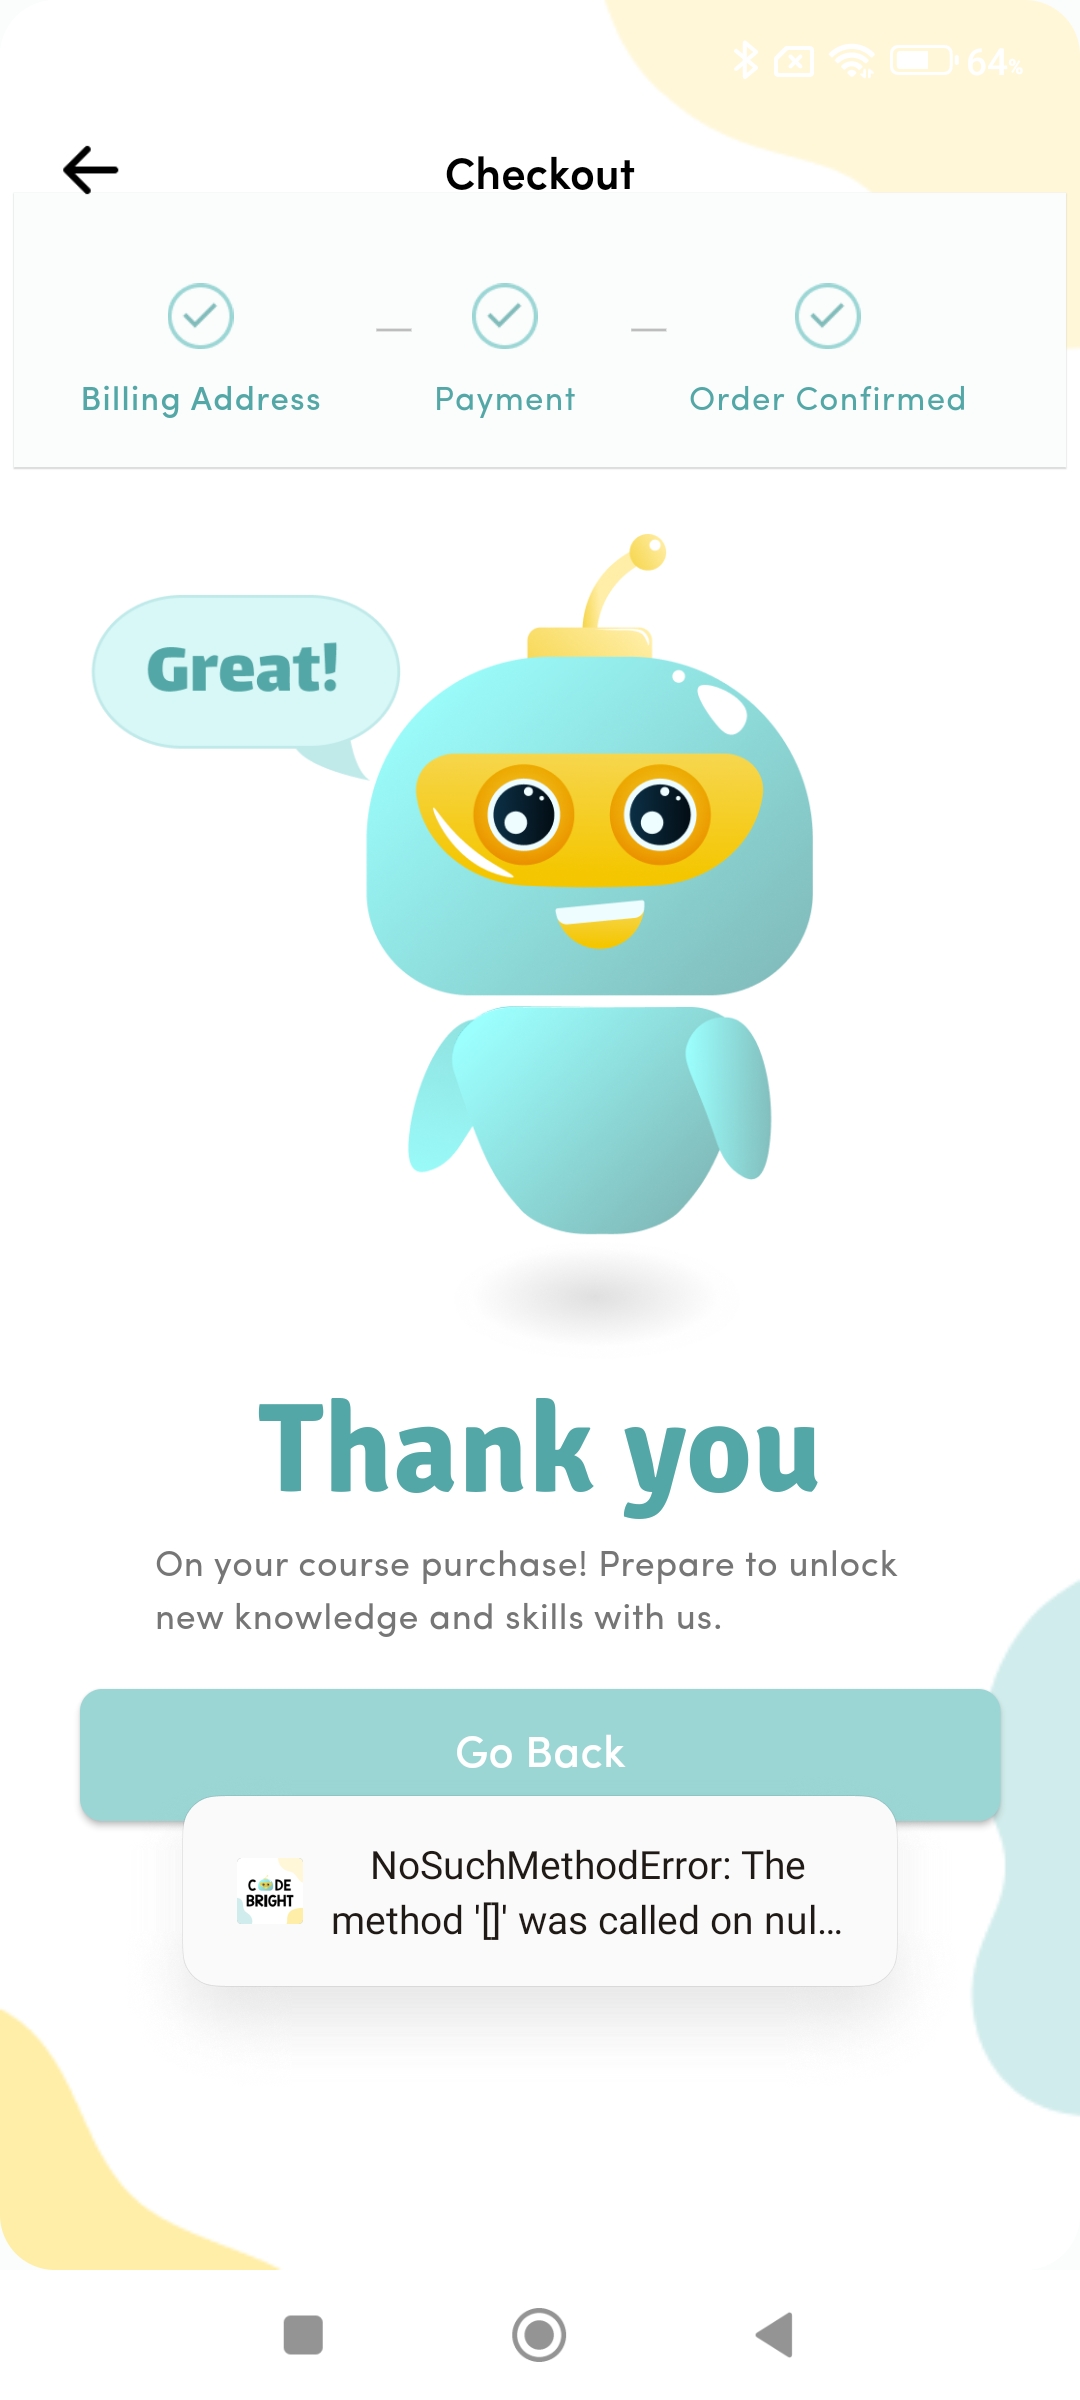 64%
Checkout
Billing Address
Payment
Order Confirmed
Great!
Thank you
On your course purchase! Prepare to unlock
new knowledge and skills with us.
Go Back
CODE
BRIGHT
NoSuchMethodError: The
method '[]' was called on nul...